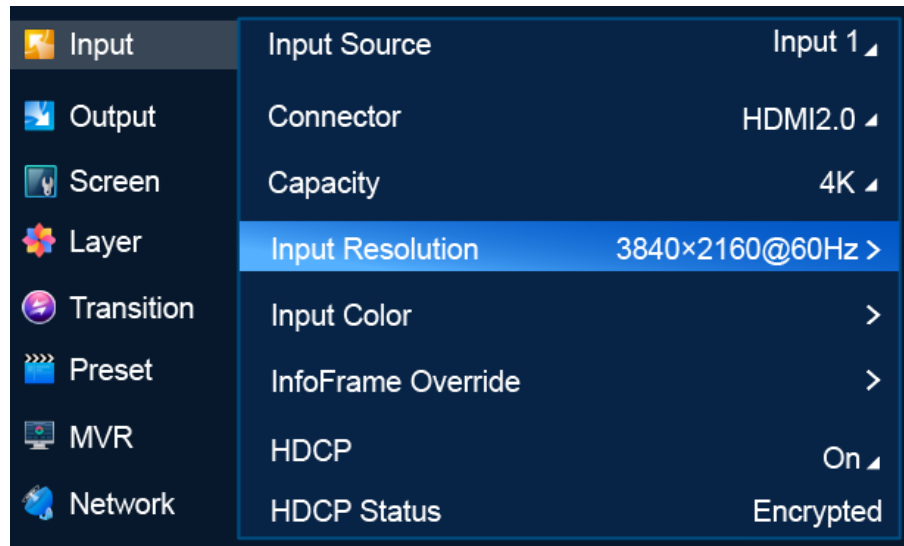 Input
Output
Screen
Layer
Transition
Preset
MVR
Network
Input Source Input 1
Connector HDMI2.0
Capacity 4K
Input Resolution 3840×2160@60Hz >
Input Color >
InfoFrame Override >
HDCP On
HDCP Status Encrypted